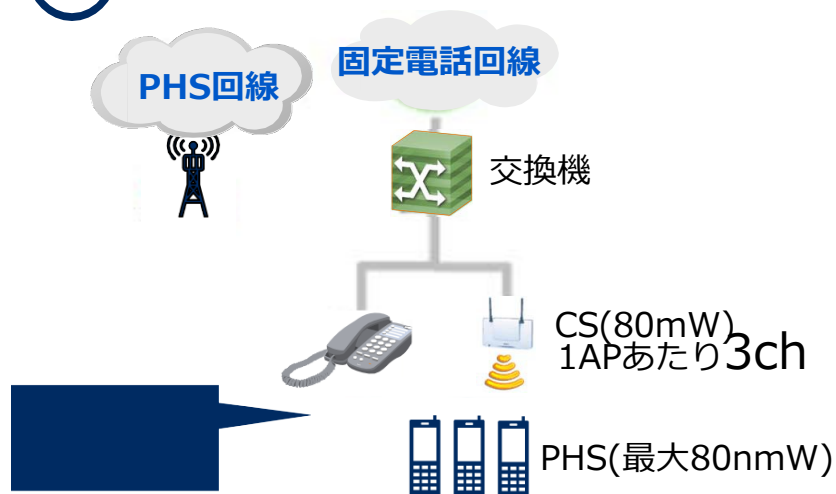 PHS回線
固定電話回線
交換機
CS(80mW)
1APあたり3ch
PHS(最大80nmW)